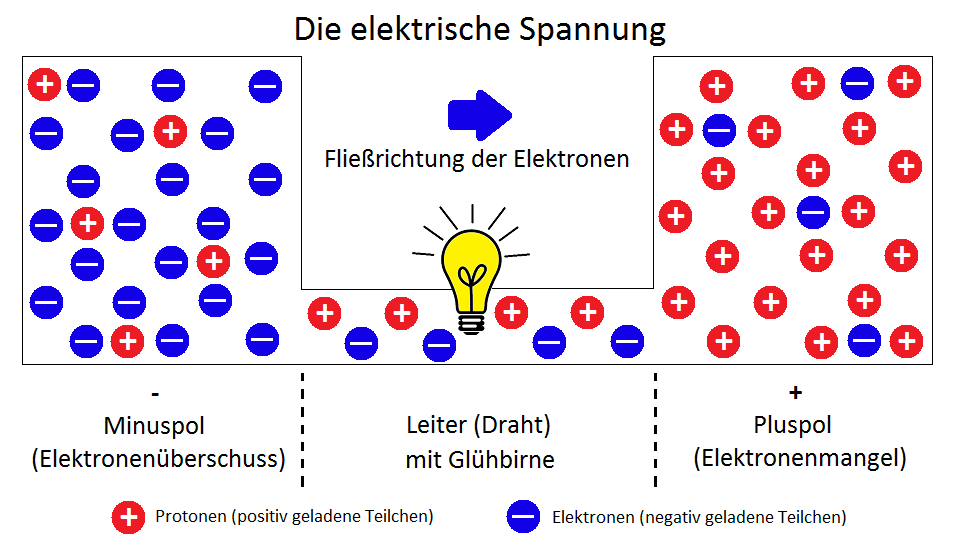 Die elektrische Spannung
Fließrichtung der Elektronen
-
Minuspol
(Elektronenüberschuss)
Leiter (Draht)
mit Glühbirne
+
Pluspol
(Elektronenmangel)
Protonen (positiv geladene Teilchen)
Elektronen (negativ geladene Teilchen)